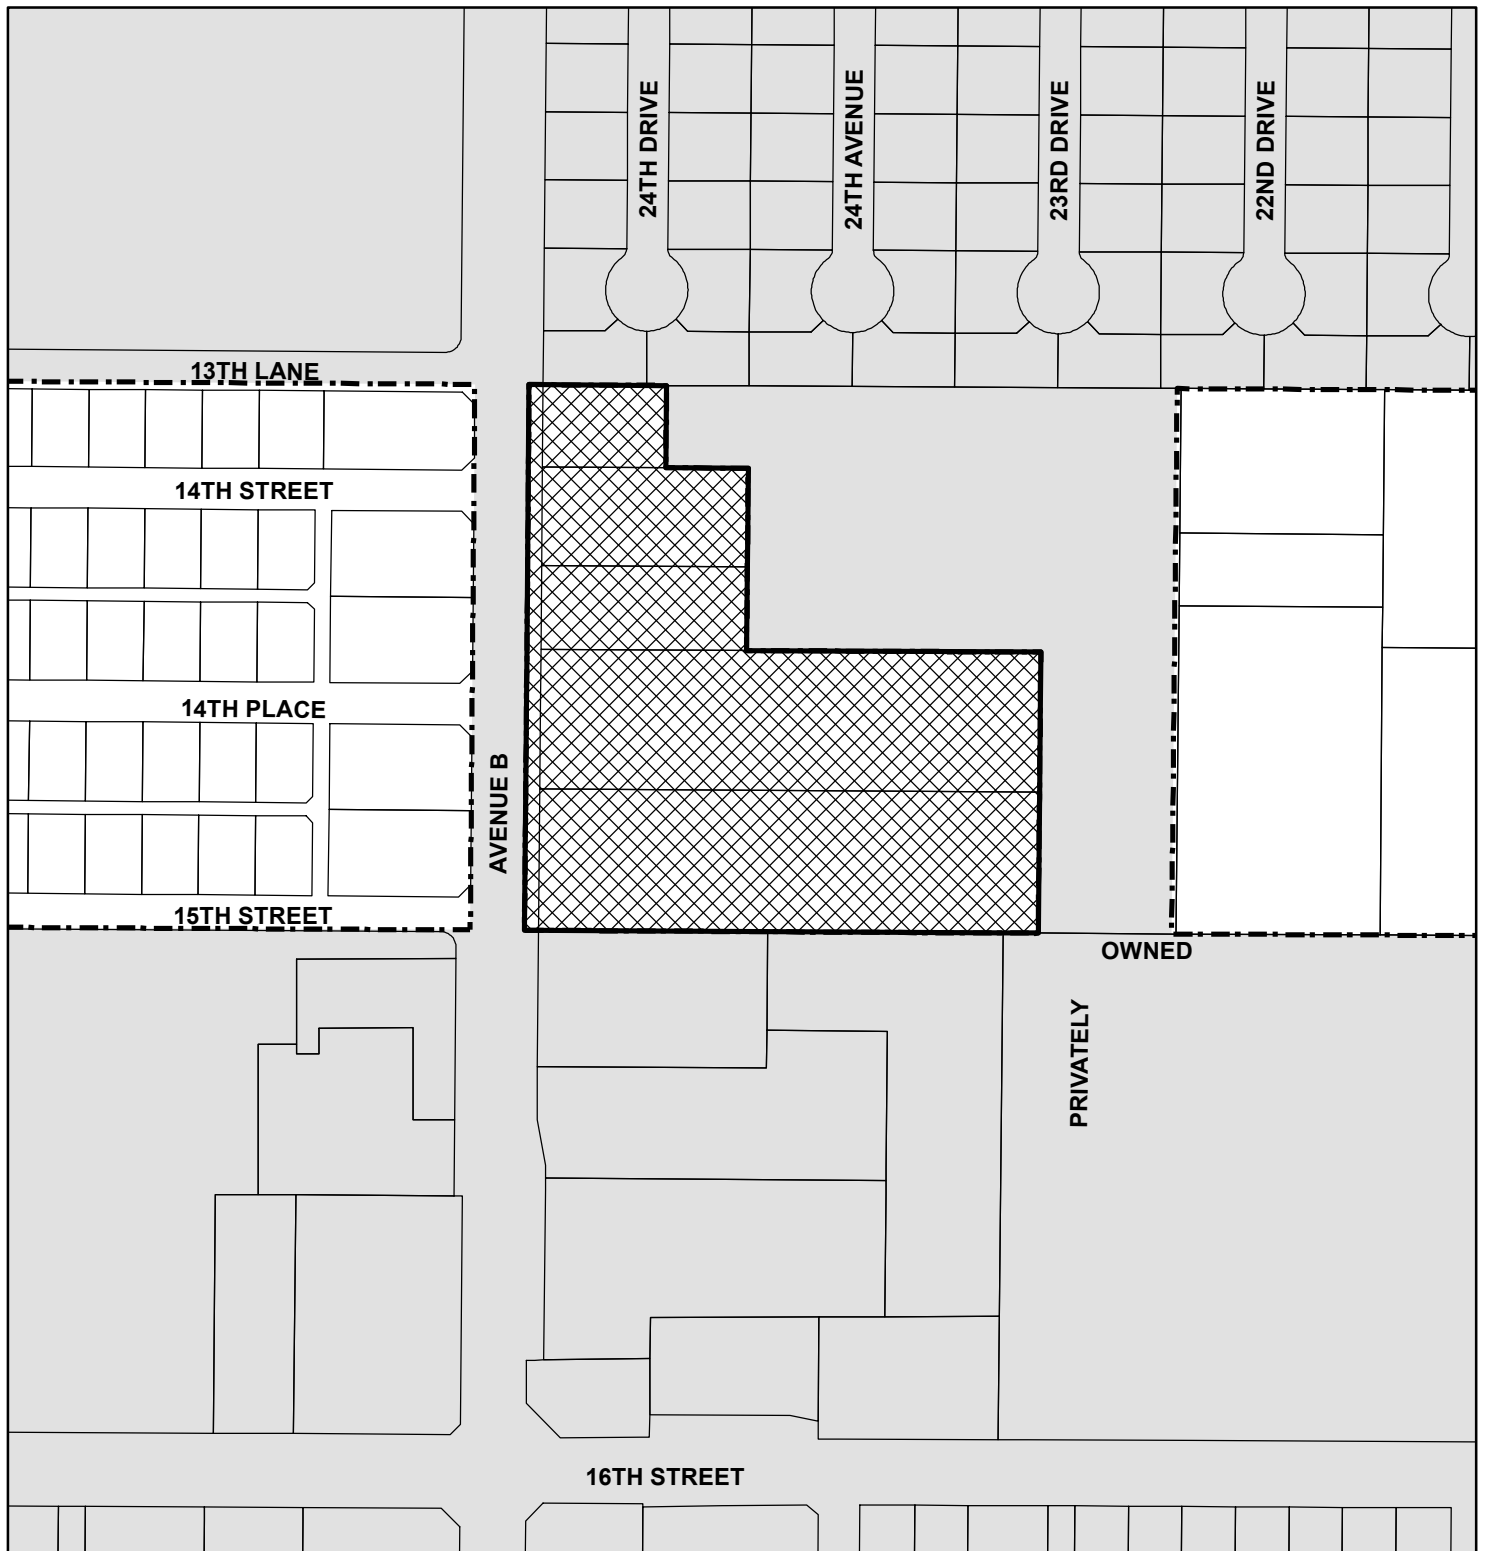 24TH DRIVE
24TH AVENUE
23RD DRIVE
22ND DRIVE
13TH LANE
14TH STREET
14TH PLACE
AVENUE B
15TH STREET
OWNED
PRIVATELY
16TH STREET